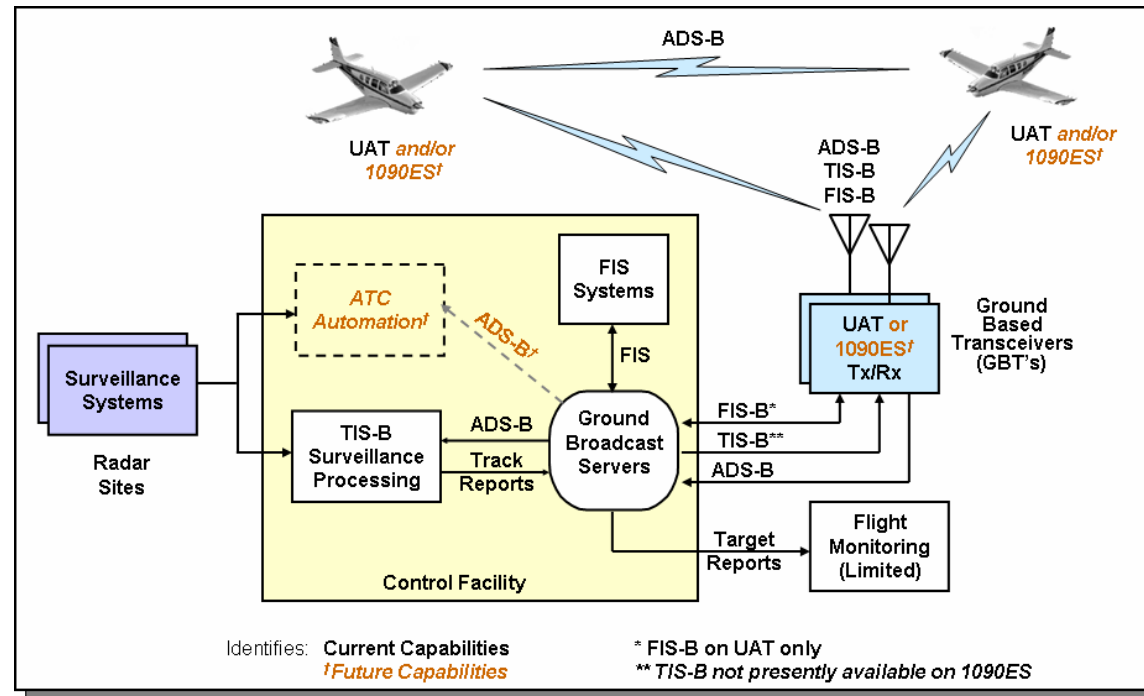 ADS-B
UAT and/or
1090ES†
UAT and/or
1090ES†
ADS-B
TIS-B
FIS-B
ATC
Automation†
ADS-B†
FIS
Systems
FIS
UAT or
1090ES†
Tx/Rx
Ground
Based
Transceivers
(GBT's)
Surveillance
Systems
Radar
Sites
TIS-B
Surveillance
Processing
ADS-B
Track
Reports
Ground
Broadcast
Servers
FIS-B*
TIS-B**
ADS-B
Target
Reports
Flight
Monitoring
(Limited)
Control Facility
Identifies: Current Capabilities
†Future Capabilities
* FIS-B on UAT only
** TIS-B not presently available on 1090ES